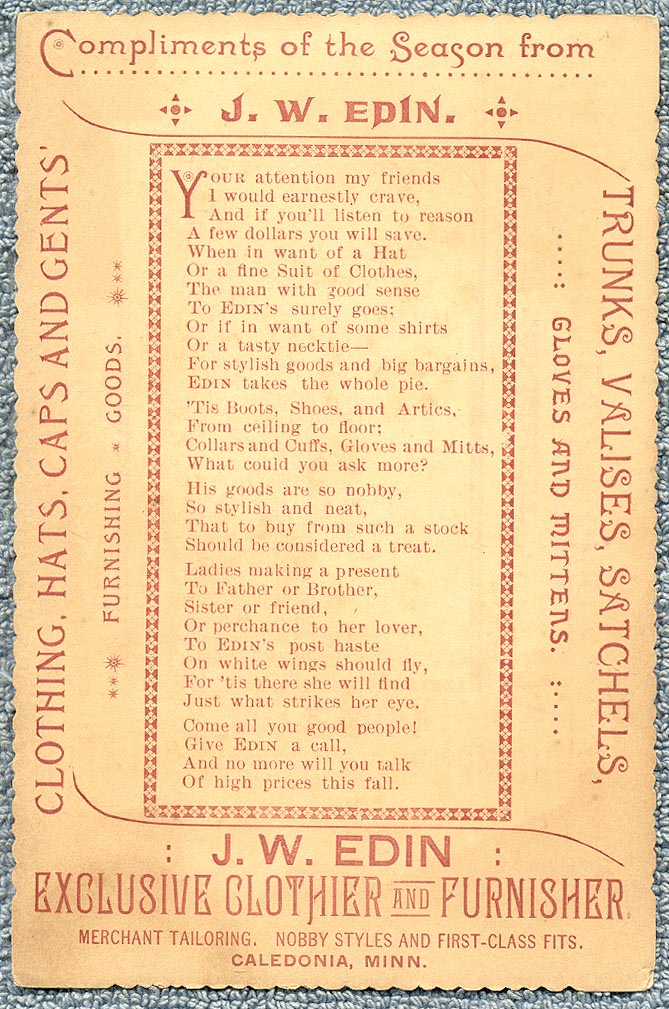 Compliments of the Season from
J. W. EDIN.
CLOTHING, HATS, CAPS AND GENTS'
FURNISHING * GOODS.
YOUR attention my friends
I would earnestly crave,
And if you'll listen to reason
A few dollars you will save.
When in want of a Hat
Or a fine Suit of Clothes,
The man with good sense
To EDIN'S surely goes;
Or if in want of some shirts
Or a tasty necktie—
For stylish goods and big bargains,
EDIN takes the whole pie.
'Tis Boots, Shoes, and Artics,
From ceiling to floor;
Collars and Cuffs, Gloves and Mitts,
What could you ask more?
His goods are so nobby,
So stylish and neat,
That to buy from such a stock
Should be considered a treat.
Ladies making a present
To Father or Brother,
Sister or friend,
Or perchance to her lover,
To EDIN'S post haste
On white wings should fly,
For 'tis there she will find
Just what strikes her eye.
Come all you good people!
Give EDIN a call,
And no more will you talk
Of high prices this fall.
TRUNKS, VALISES, SATCHELS,
GLOVES AND MITTENS.
J. W. EDIN
EXCLUSIVE CLOTHIER AND FURNISHER.
MERCHANT TAILORING. NOBBY STYLES AND FIRST-CLASS FITS.
CALEDONIA, MINN.